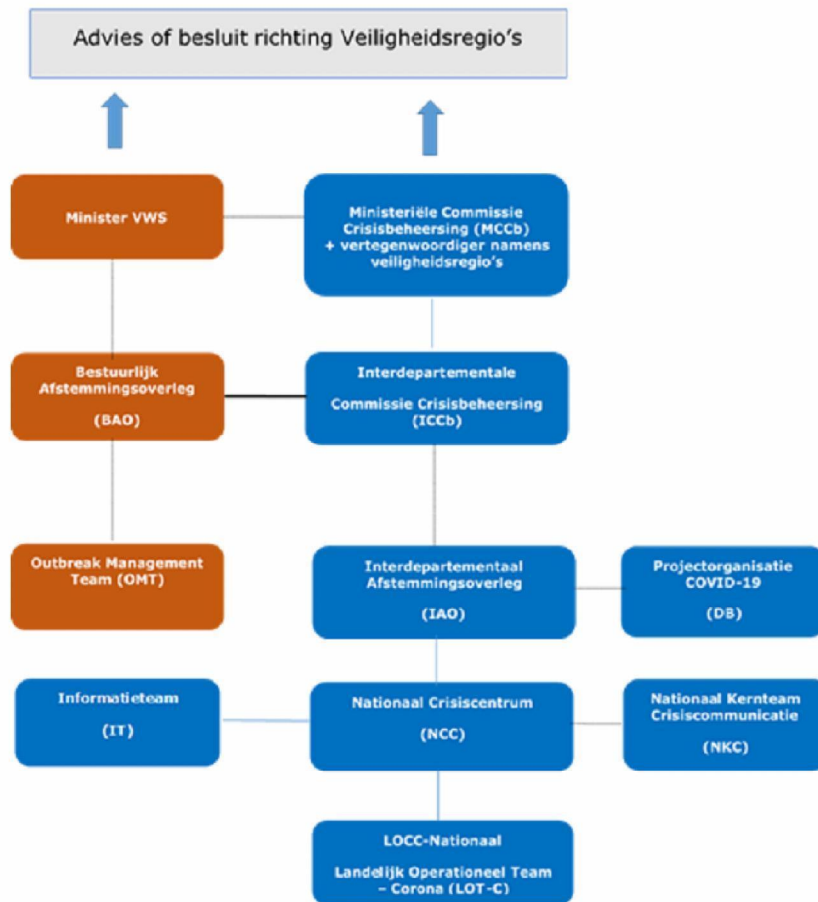 Advies of besluit richting Veiligheidsregio's
Minister VWS
Ministeriële Commissie
Crisisbeheersing (MCCb)
+ vertegenwoordiger namens
veiligheidsregio's
Bestuurlijk
Afstemmingsoverleg
(BAO)
Interdepartementale
Commissie Crisisbeheersing
(ICCb)
Outbreak Management
Team (OMT)
Interdepartementaal
Afstemmingsoverleg
(IAO)
Projectorganisatie
COVID-19
(DB)
Informatieteam
(IT)
Nationaal Crisiscentrum
(NCC)
Nationaal Kernteam
Crisiscommunicatie
(NKC)
LOCC-Nationaal
Landelijk Operationeel Team
– Corona (LOT-C)